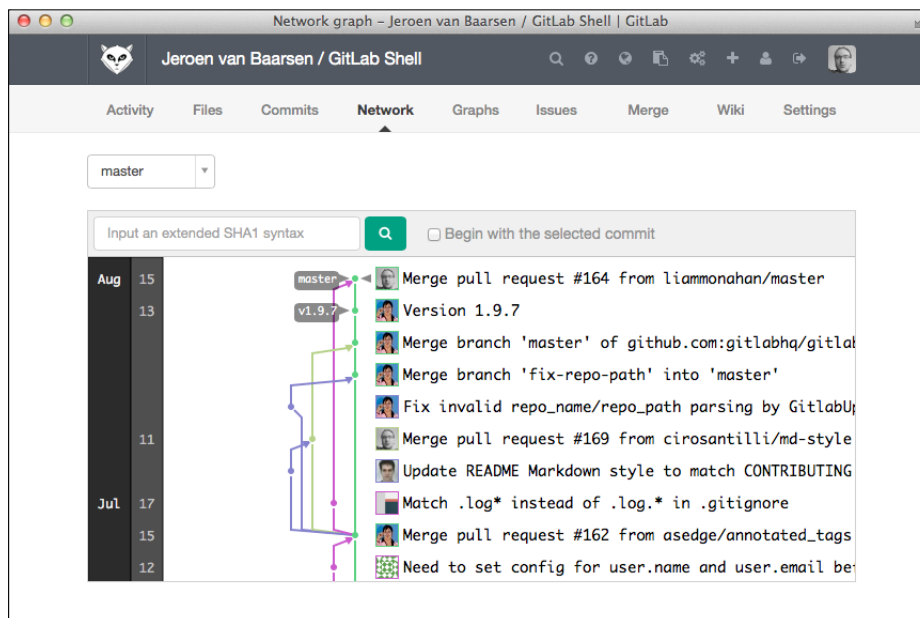 Network graph – Jeroen van Baarsen / GitLab Shell | GitLab
Jeroen van Baarsen / GitLab Shell
Activity Files Commits Network Graphs Issues Merge Wiki Settings
master
Input an extended SHA1 syntax Begin with the selected commit
Aug 15 master Merge pull request #164 from liammonahan/master
13 v1.9.7 Version 1.9.7
Merge branch 'master' of github.com:gitlabhq/gitlab
Merge branch 'fix-repo-path' into 'master'
Fix invalid repo_name/repo_path parsing by GitlabUp
11 Merge pull request #169 from cirosantilli/md-style
Update README Markdown style to match CONTRIBUTING
Jul 17 Match .log* instead of .log.* in .gitignore
15 Merge pull request #162 from asedge/annotated_tags
12 Need to set config for user.name and user.email bef